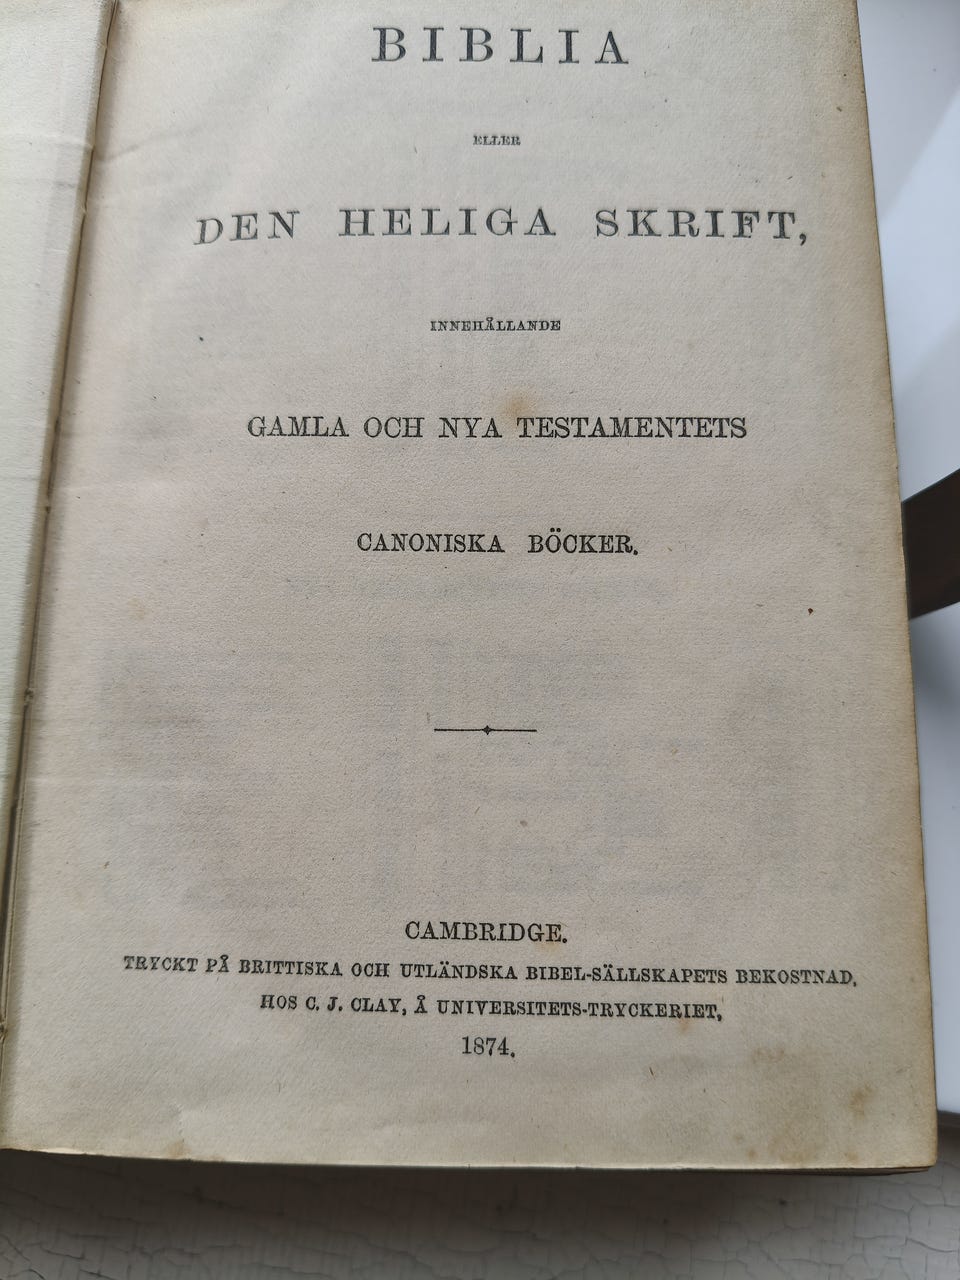 BIBLIA
ELLER
DEN HELIGA SKRIFT,
INNEHÅLLANDE
GAMLA OCH NYA TESTAMENTETS
CANONISKA BÖCKER.
CAMBRIDGE.
TRYCKT PÅ BRITTISKA OCH UTLÄNDSKA BIBEL-SÄLLSKAPETS BEKOSTNAD,
HOS C. J. CLAY, Å UNIVERSITETS-TRYCKERIET,
1874.